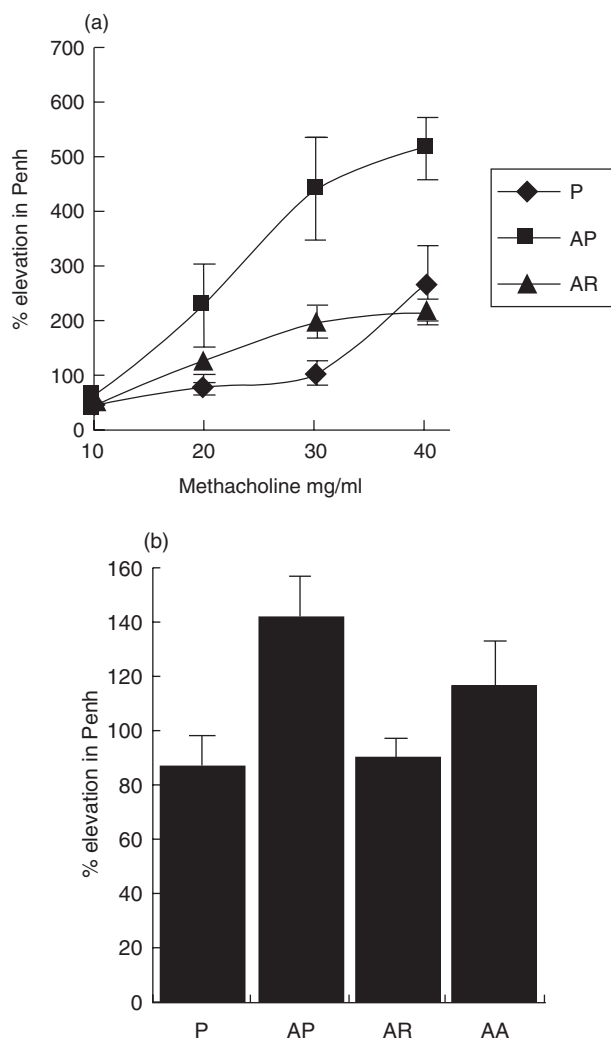 (a)
700
600
500
400
300
200
100
0
% elevation in Penh
10 20 30 40
Methacholine mg/ml
P
AP
AR
(b)
160
140
120
100
80
60
40
20
0
% elevation in Penh
P AP AR AA